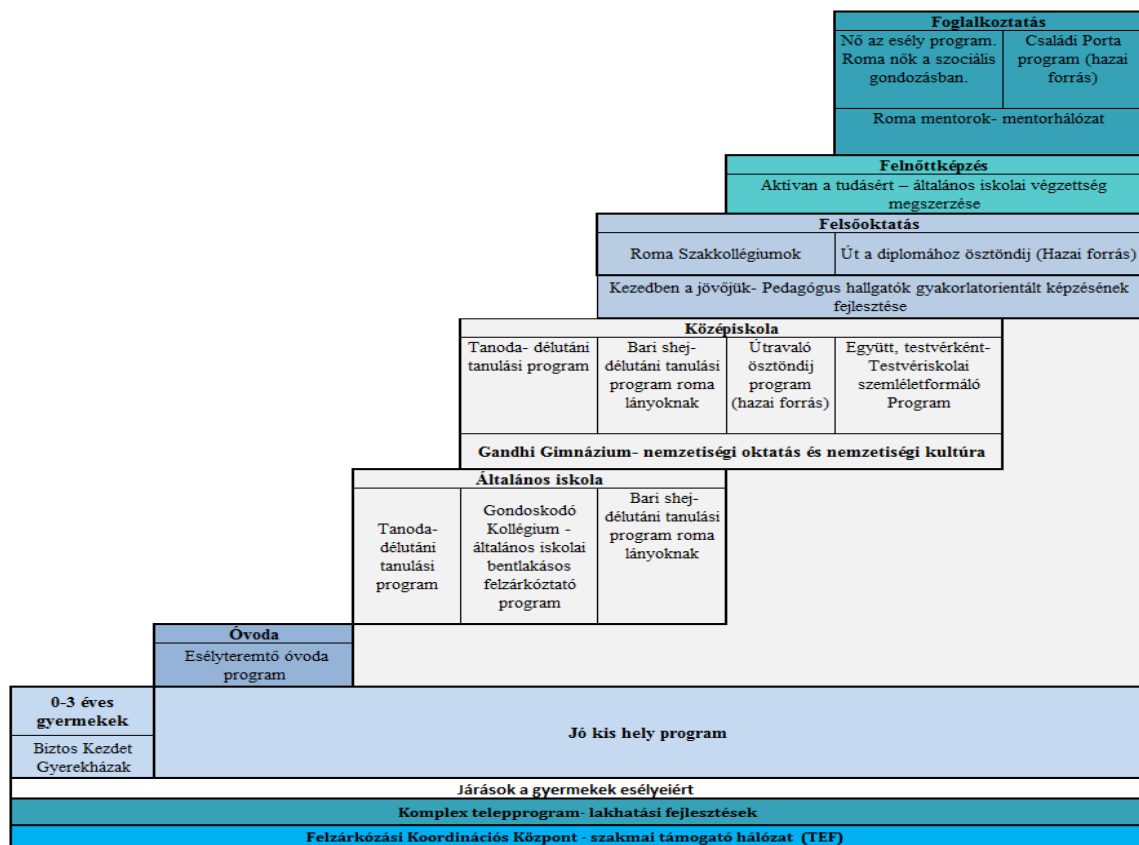 Foglalkoztatás
Nő az esély program.
Roma nők a szociális
gondozásban.
Családi Porta
program (hazai
forrás)
Roma mentorok- mentorhálózat
Felnőttképzés
Aktivan a tudásért – általános iskolai végzettség
megszerzése
Felsőoktatás
Roma Szakkollégiumok
Út a diplomához ösztöndíj (Hazai forrás)
Kezedben a jövőjük- Pedagógus hallgatók gyakorlatorientált képzésének
fejlesztése
Középiskola
Tanoda- délutáni
tanulási program
Bari shej-
délutáni tanulási
program roma
lányoknak
Útravaló
ösztöndíj
program
(hazai forrás)
Együtt, testvérként-
Testvériskolai
szemléletformáló
Program
Gandhi Gimnázium- nemzetiségi oktatás és nemzetiségi kultúra
Általános iskola
Tanoda-
délutáni
tanulási
program
Gondoskodó
Kollégium -
általános iskolai
bentlakásos
felzárkóztató
program
Bari shej-
délutáni tanulási
program roma
lányoknak
Óvoda
Esélyteremtő óvoda
program
0-3 éves
gyermekek
Biztos Kezdet
Gyerekházak
Jó kis hely program
Járások a gyermekek esélyeiért
Komplex telepprogram- lakhatási fejlesztések
Felzárkózási Koordinációs Központ - szakmai támogató hálózat (TEF)